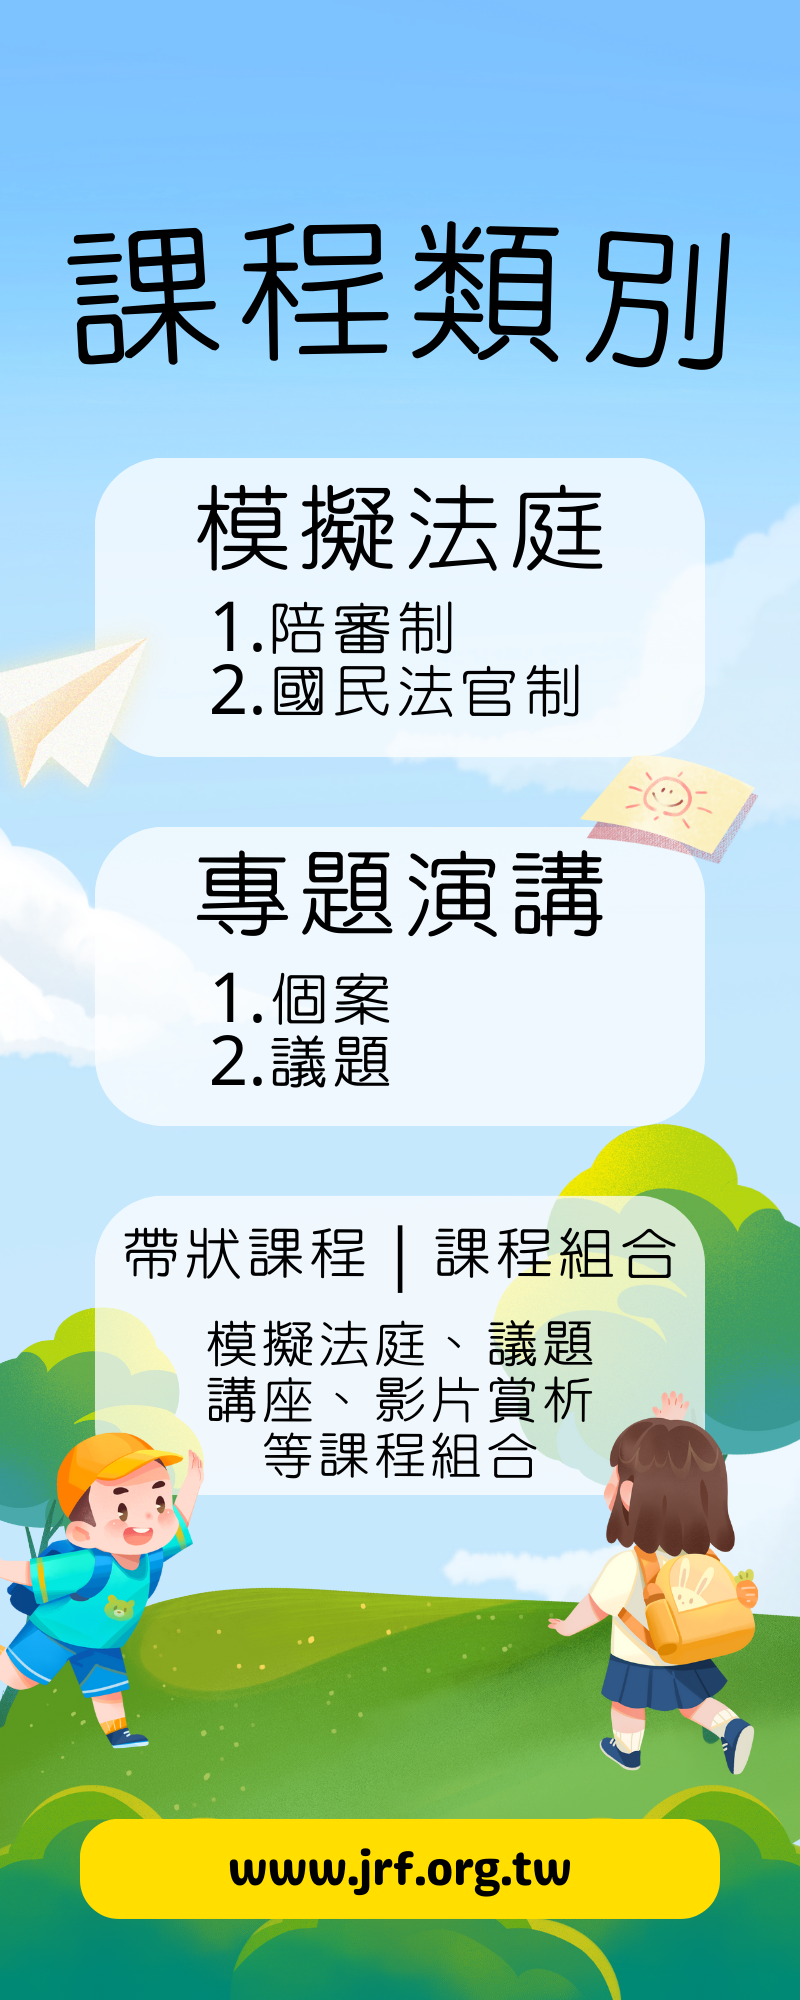 課程類別
模擬法庭
1.陪審制
2.國民法官制
專題演講
1.個案
2.議題
帶狀課程|課程組合
模擬法庭、議題
講座、影片賞析
等課程組合
www.jrf.org.tw